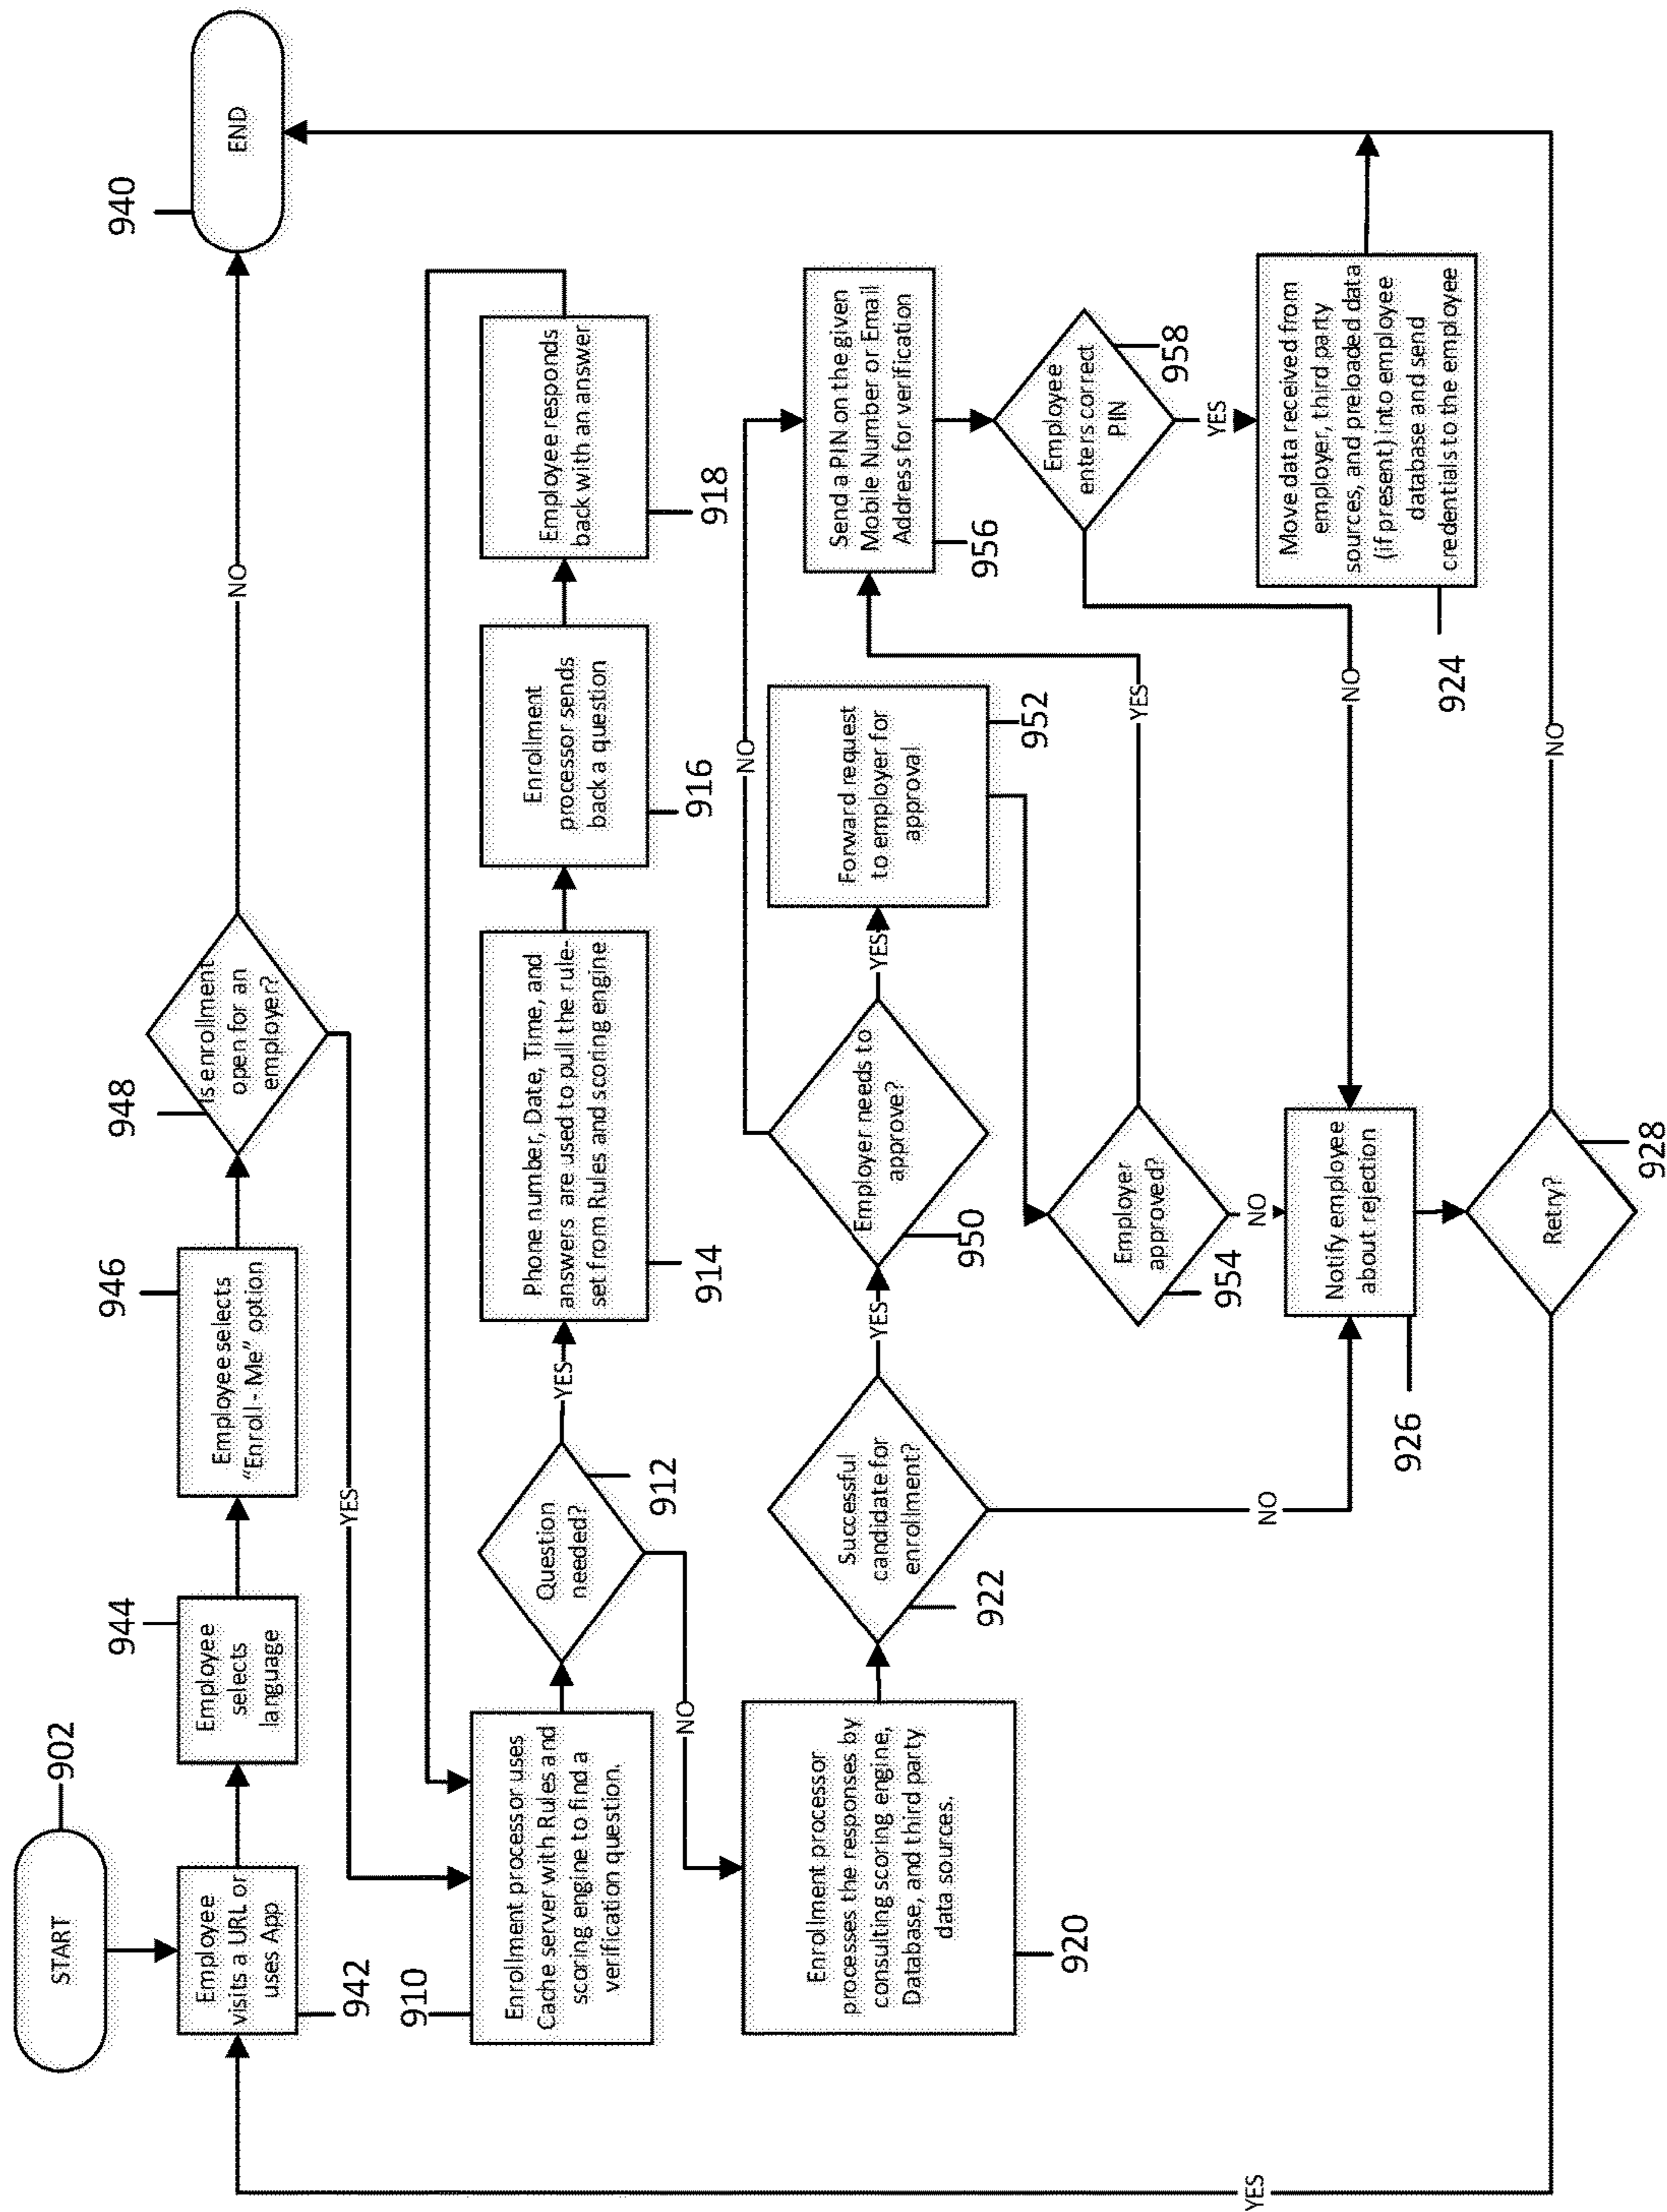 START
902
Employee
visits a URL or
uses App
942
Employee
selects
language
944
Employee selects
"Enroll - Me" option
946
Is enrollment
open for an
employer?
948
NO
END
940
YES
Enrollment processor uses
Cache server with Rules and
scoring engine to find a
verification question.
910
Question
needed?
912
YES
Phone number, Date, Time, and
answers are used to pull the rule-
set from Rules and scoring engine
914
Enrollment
processor sends
back a question
916
Employee responds
back with an answer
918
NO
Enrollment processor
processes the responses by
consulting scoring engine,
Database, and third party
data sources.
920
Successful
candidate for
enrollment?
922
YES
Employer needs to
approve?
950
YES
NO
Forward request
to employer for
approval
952
Send a PIN on the given
Mobile Number or Email
Address for verification
956
Employer
approved?
954
YES
NO
Employee
enters correct
PIN
958
YES
NO
NO
Notify employee
about rejection
926
Move data received from
employer, third party
sources, and preloaded data
(if present) into employee
database and send
credentials to the employee
924
Retry?
928
NO
YES